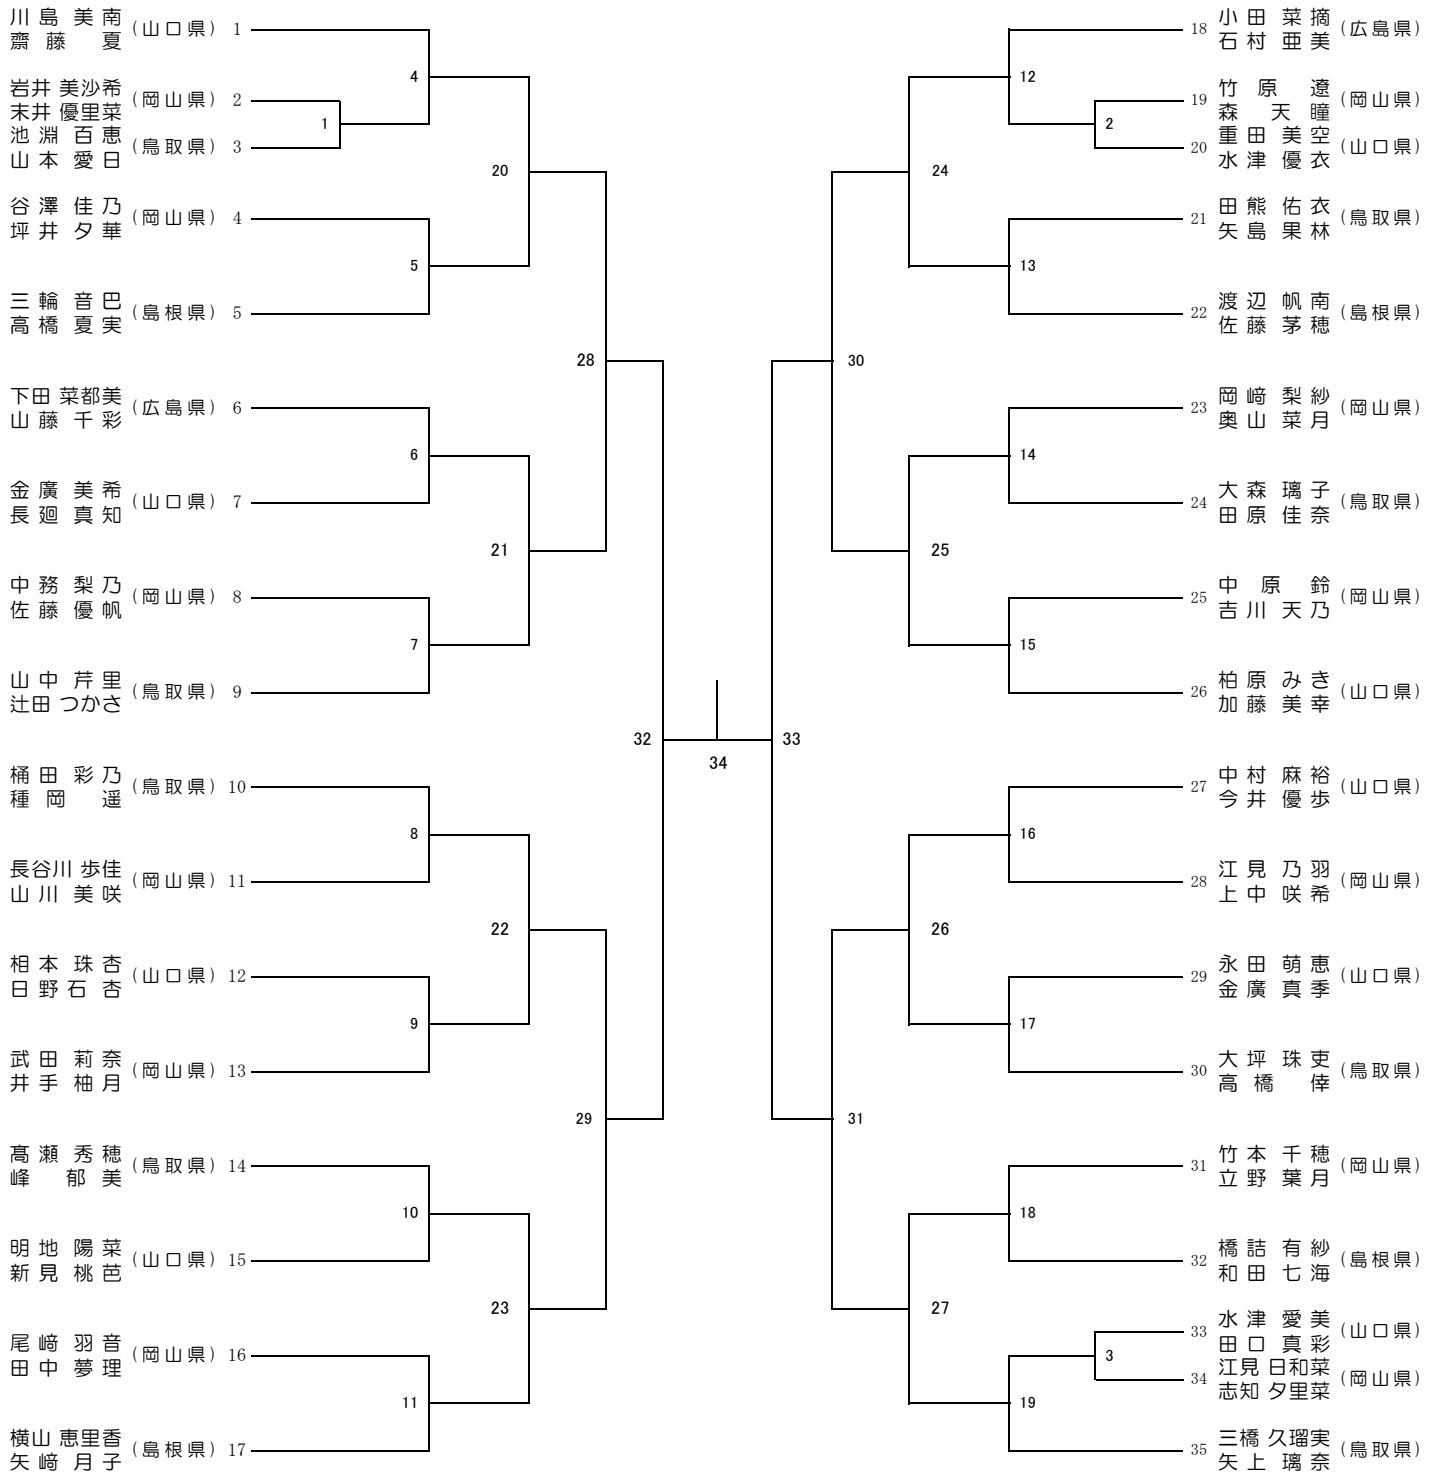 川島 美南
齋藤 夏
(山口県) 1
岩井 美沙希
末井 優里菜
(岡山県) 2
池淵 百恵
山本 愛日
(鳥取県) 3
谷澤 佳乃
坪井 夕華
(岡山県) 4
三輪 音巴
高橋 夏実
(島根県) 5
下田 菜都美
山藤 千彩
(広島県) 6
金廣 美希
長廻 真知
(山口県) 7
中務 梨乃
佐藤 優帆
(岡山県) 8
山中 芹里
辻田 つかさ
(鳥取県) 9
桶田 彩乃
種岡 遥
(鳥取県) 10
長谷川 歩佳
山川 美咲
(岡山県) 11
相本 珠杏
日野石 杏
(山口県) 12
武田 莉奈
井手 柚月
(岡山県) 13
髙瀬 秀穂
峰 郁美
(鳥取県) 14
明地 陽菜
新見 桃芭
(山口県) 15
尾﨑 羽音
田中 夢理
(岡山県) 16
横山 恵里香
矢﨑 月子
(島根県) 17
1
4
5
6
7
8
9
10
11
20
21
22
23
28
29
32
34
33
30
31
24
25
26
27
12
2
13
14
15
16
17
18
3
19
18 小田 菜摘
石村 亜美
(広島県)
19 竹原 遼
森 天瞳
(岡山県)
20 重田 美空
水津 優衣
(山口県)
21 田熊 佑衣
矢島 果林
(鳥取県)
22 渡辺 帆南
佐藤 茅穂
(島根県)
23 岡﨑 梨紗
奥山 菜月
(岡山県)
24 大森 璃子
田原 佳奈
(鳥取県)
25 中原 鈴
吉川 天乃
(岡山県)
26 柏原 みき
加藤 美幸
(山口県)
27 中村 麻裕
今井 優歩
(山口県)
28 江見 乃羽
上中 咲希
(岡山県)
29 永田 萌恵
金廣 真季
(山口県)
30 大坪 珠吏
高橋 倖
(鳥取県)
31 竹本 千穂
立野 葉月
(岡山県)
32 橋詰 有紗
和田 七海
(島根県)
33 水津 愛美
田口 真彩
(山口県)
34 江見 日和菜
志知 夕里菜
(岡山県)
35 三橋 久瑠実
矢上 璃奈
(鳥取県)